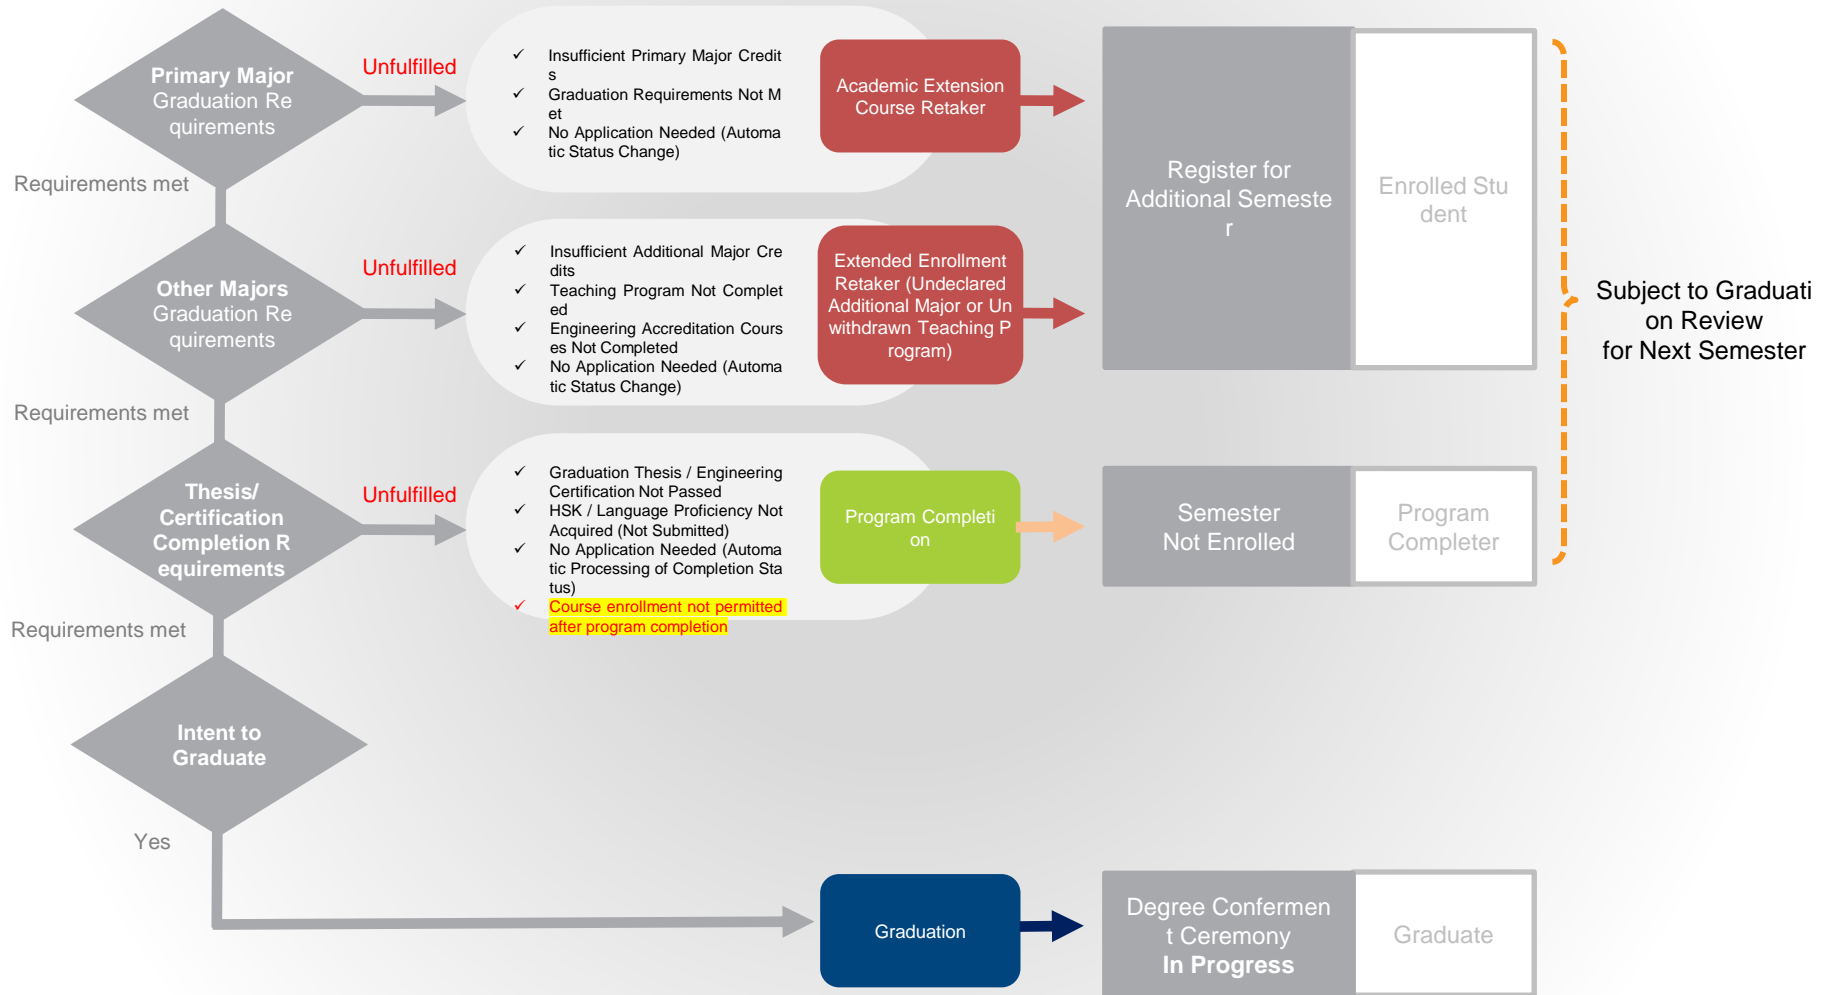 Primary Major
Graduation Re
quirements
Unfulfilled
✓ Insufficient Primary Major Credit
s
✓ Graduation Requirements Not M
et
✓ No Application Needed (Automa
tic Status Change)
Academic Extension
Course Retaker
Register for
Additional Semeste
r
Enrolled Stu
dent
Requirements met
Other Majors
Graduation Re
quirements
Unfulfilled
✓ Insufficient Additional Major Cre
dits
✓ Teaching Program Not Complet
ed
✓ Engineering Accreditation Cours
es Not Completed
✓ No Application Needed (Automa
tic Status Change)
Extended Enrollment
Retaker (Undeclared
Additional Major or Un
withdrawn Teaching P
rogram)
Subject to Graduati
on Review
for Next Semester
Requirements met
Thesis/
Certification
Completion R
equirements
Unfulfilled
✓ Graduation Thesis / Engineering
Certification Not Passed
✓ HSK / Language Proficiency Not
Acquired (Not Submitted)
✓ No Application Needed (Automa
tic Processing of Completion Sta
tus)
✓ Course enrollment not permitted
after program completion
Program Completi
on
Semester
Not Enrolled
Program
Completer
Requirements met
Intent to
Graduate
Yes
Graduation
Degree Confermen
t Ceremony
In Progress
Graduate